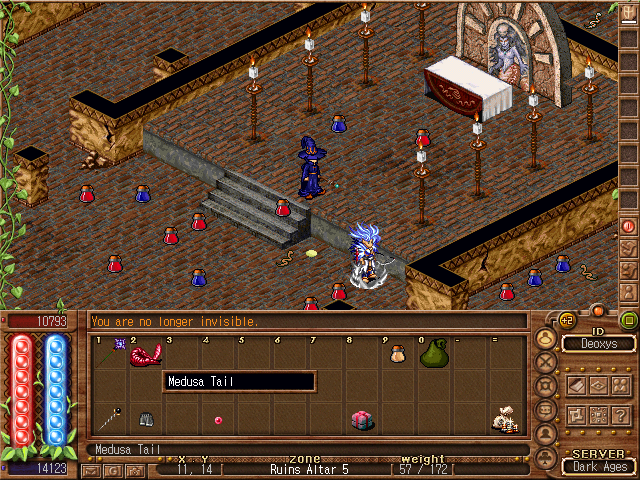 10793
You are no longer invisible.
1 2 3 4 5 6 7 8 9 0 - =
+2
ID
Deoxys
Medusa Tail
Medusa Tail
SERVER
Dark Ages
14123
x y zone weight
11, 14 Ruins Altar 5 57 / 172
G
?